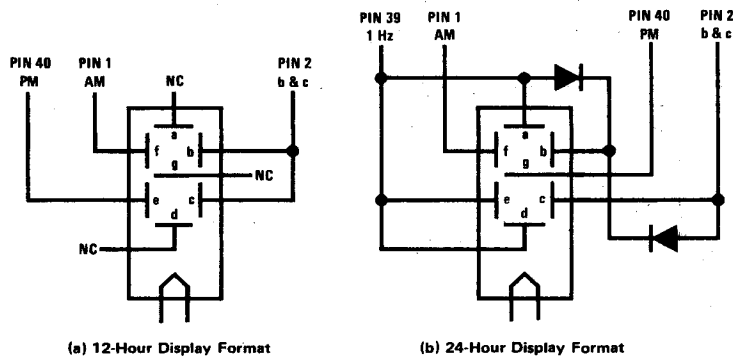 PIN 40
PM
PIN 1
AM
NC
PIN 2
b & c
a
f
b
g
NC
e
c
d
NC
(a) 12-Hour Display Format
PIN 39
1 Hz
PIN 1
AM
PIN 40
PM
PIN 2
b & c
a
f
b
g
e
c
d
(b) 24-Hour Display Format